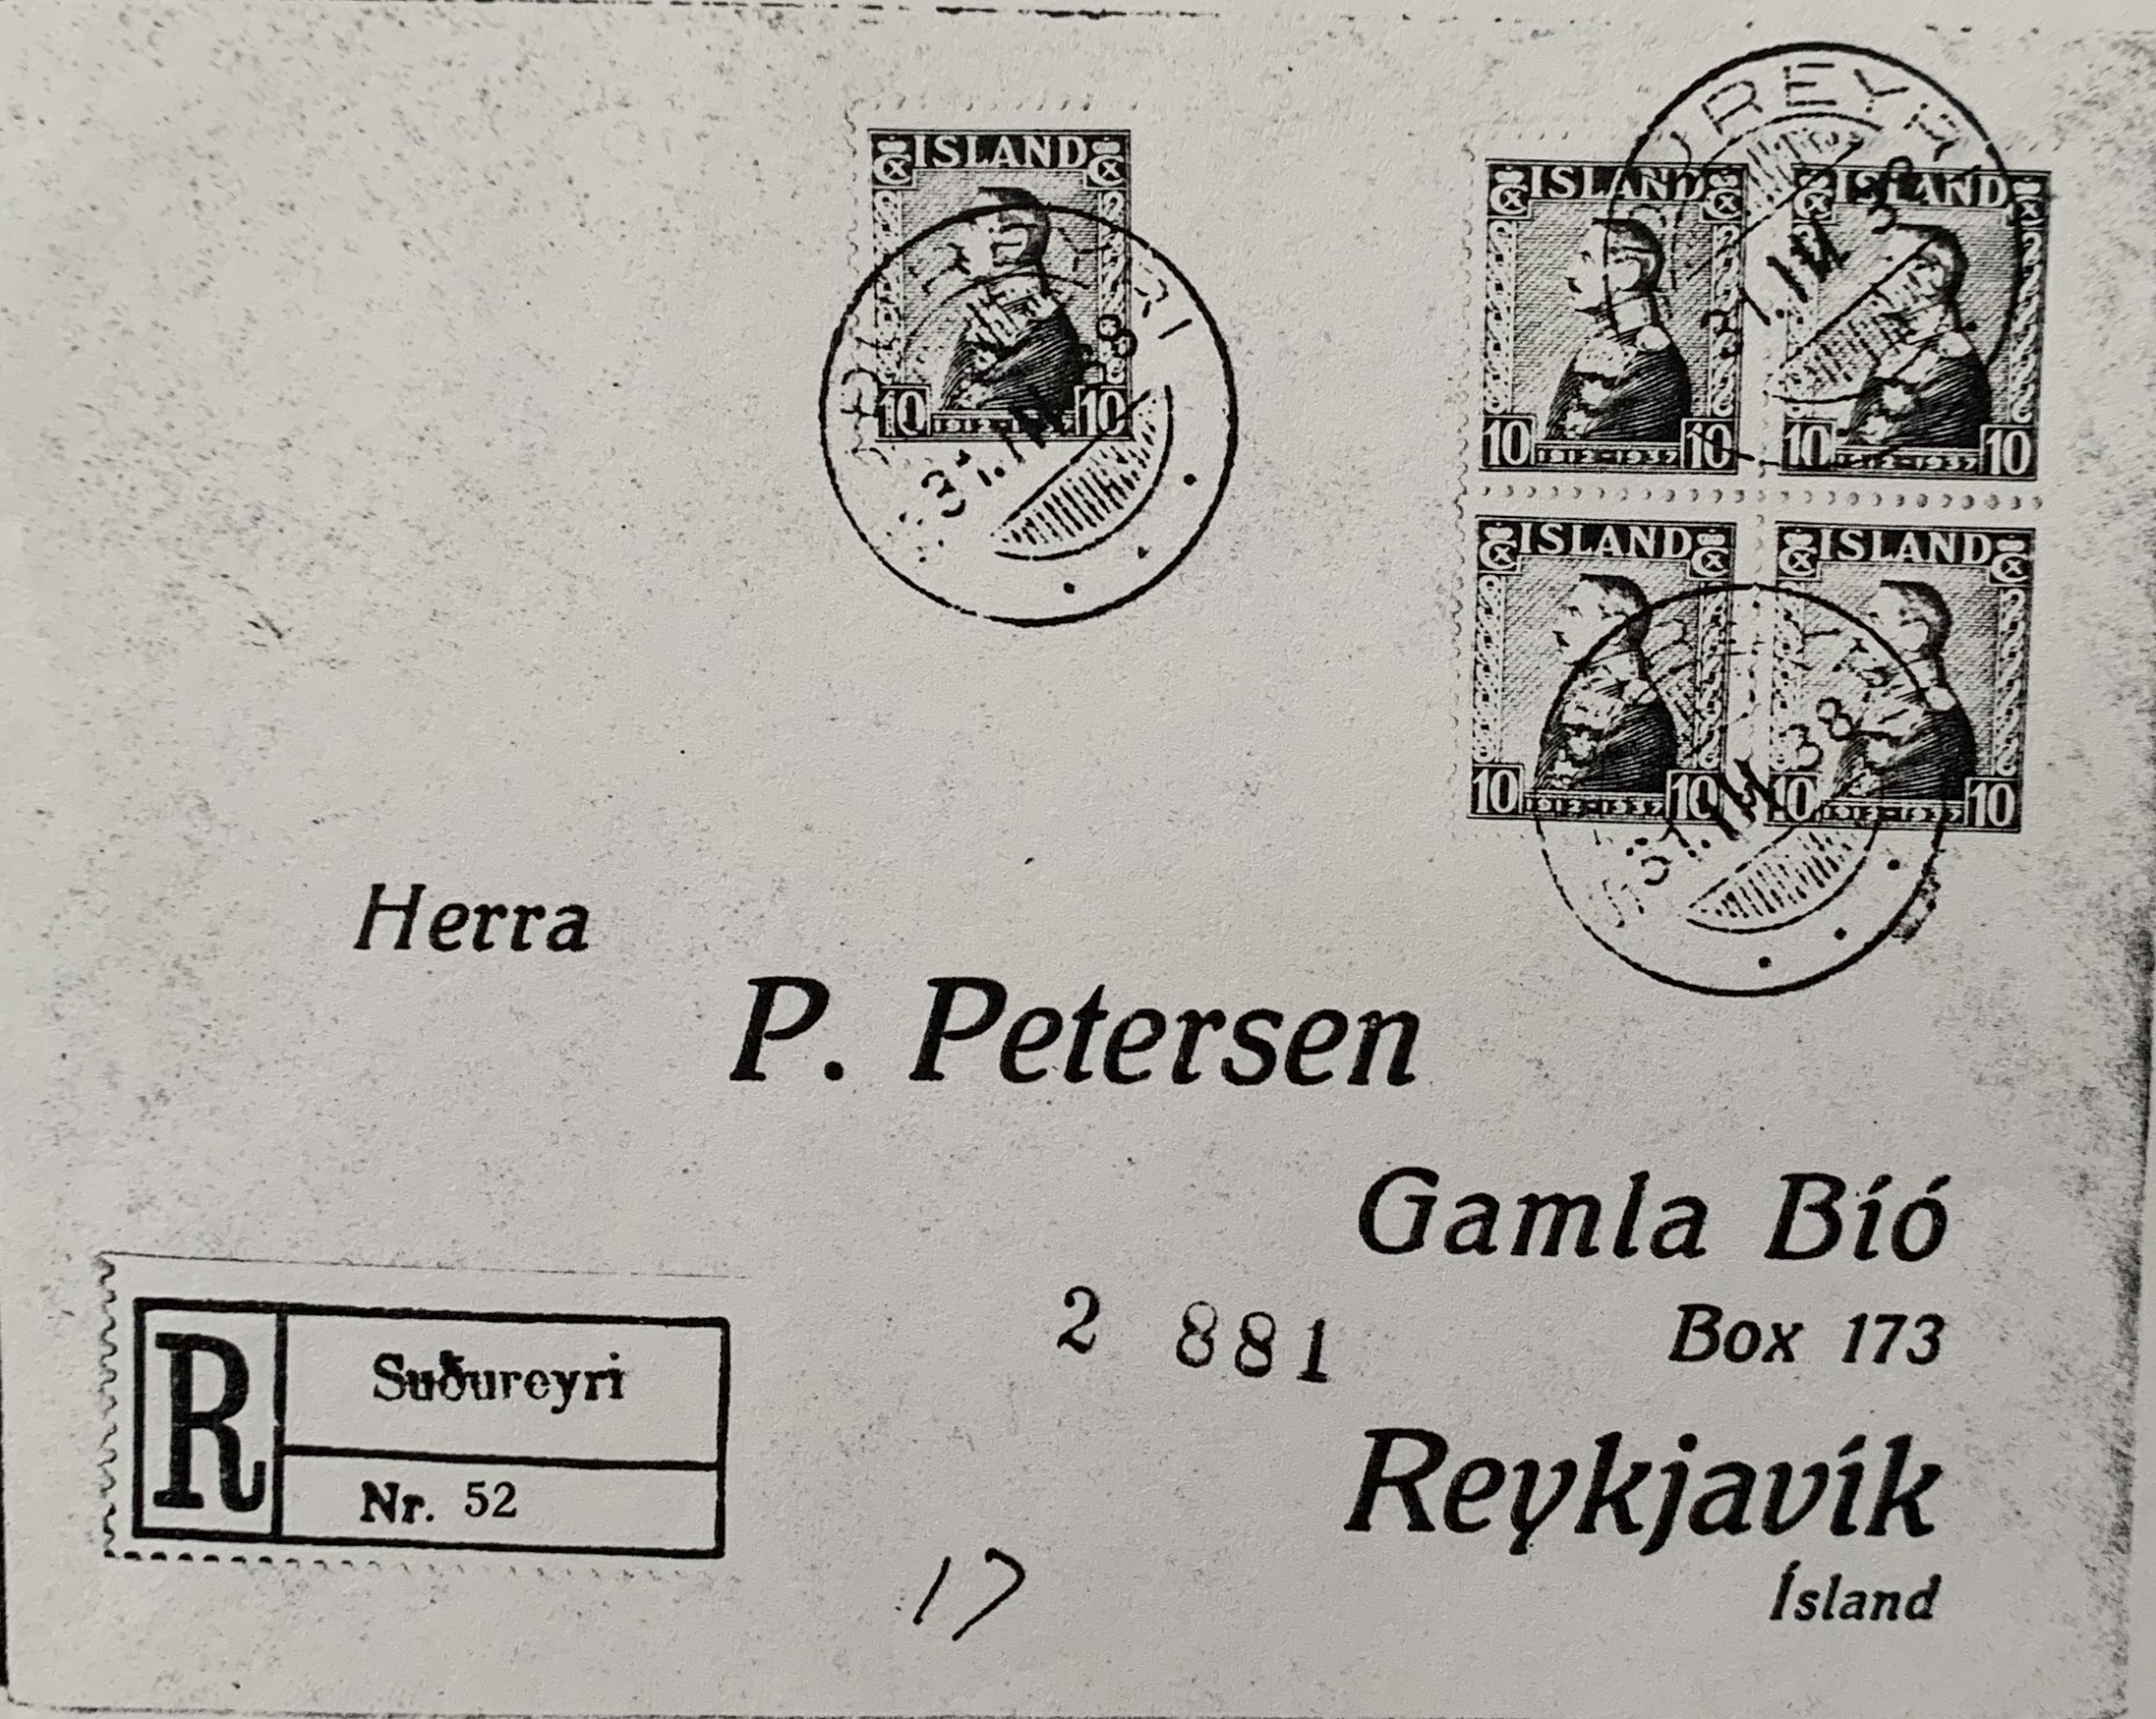 ISLAND
10 1912-1937 10
ISLAND ISLAND
10 1912-1937 10 10 1912-1937 10
ISLAND ISLAND
10 1912-1937 10 10 1912-1937 10
Herra
P. Petersen
Gamla Bíó
2 881
Box 173
R
Suðureyri
Nr. 52
Reykjavík
Ísland
17